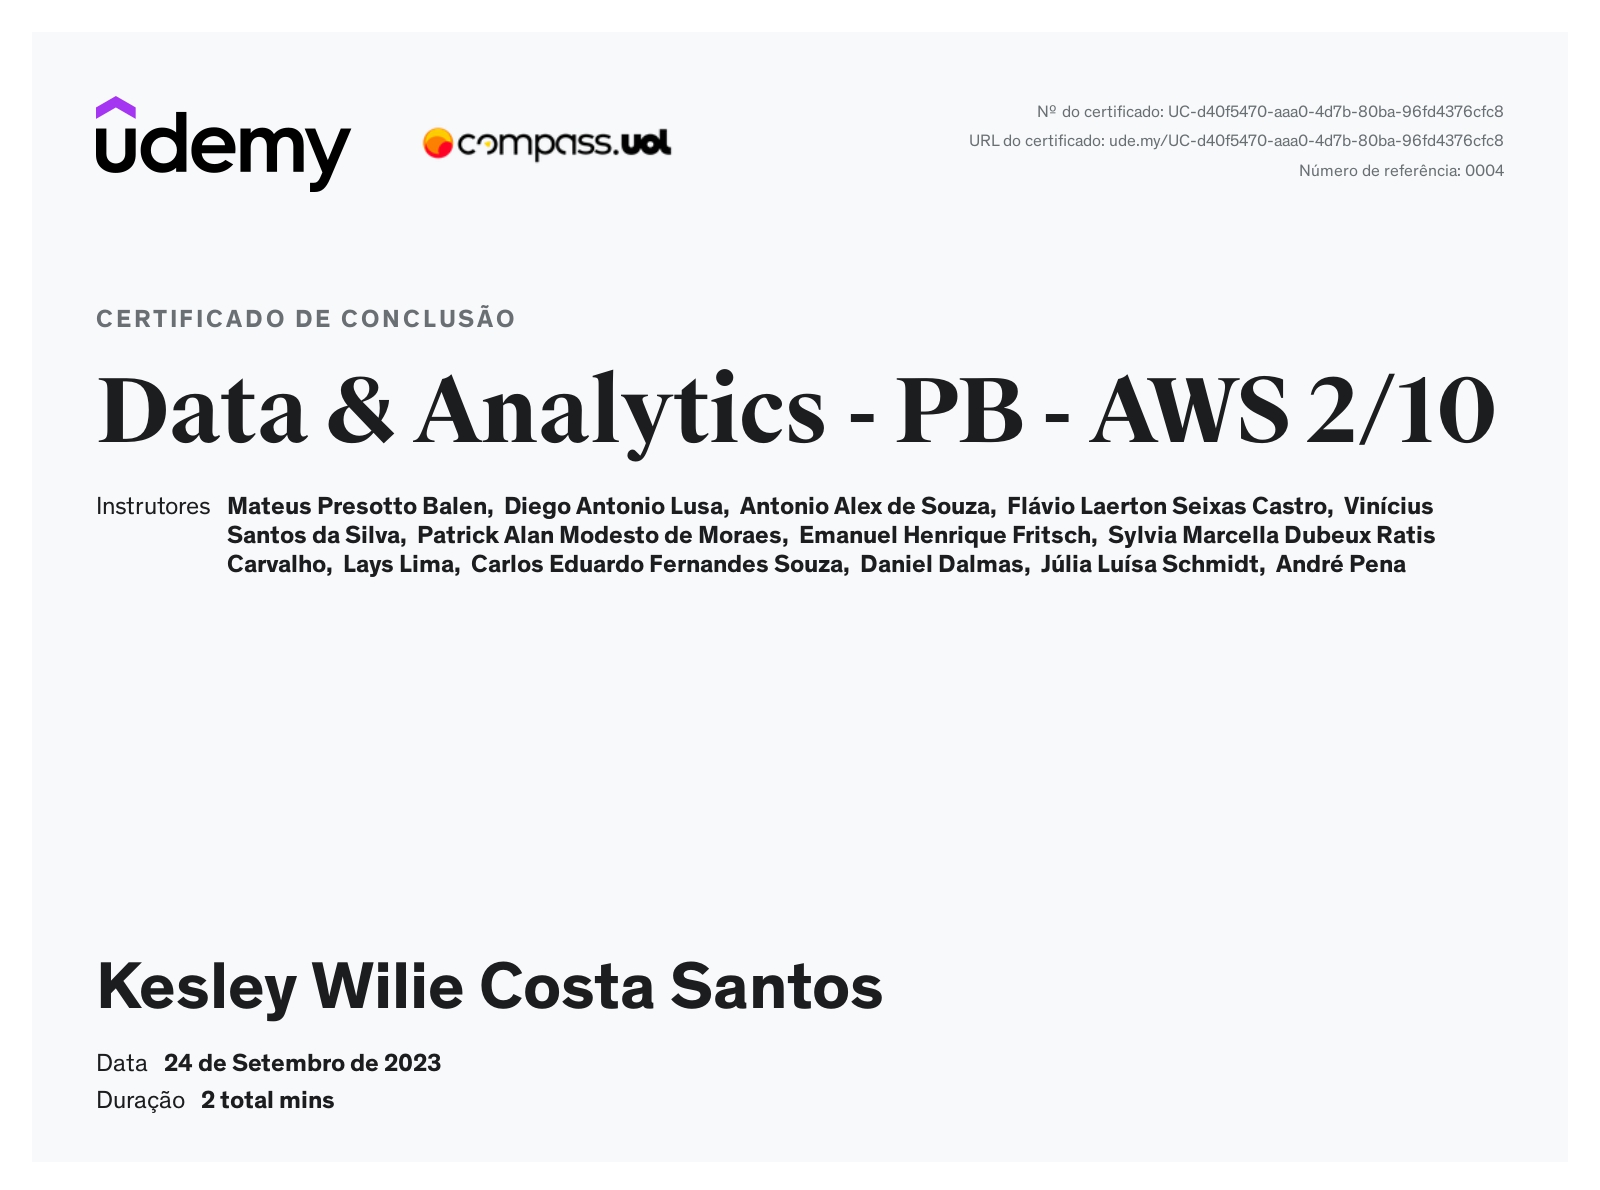 udemy
compass.uol
Nº do certificado: UC-d40f5470-aaa0-4d7b-80ba-96fd4376cfc8
URL do certificado: ude.my/UC-d40f5470-aaa0-4d7b-80ba-96fd4376cfc8
Número de referência: 0004
CERTIFICADO DE CONCLUSÃO
Data & Analytics - PB - AWS 2/10
Instrutores Mateus Presotto Balen, Diego Antonio Lusa, Antonio Alex de Souza, Flávio Laerton Seixas Castro, Vinícius
Santos da Silva, Patrick Alan Modesto de Moraes, Emanuel Henrique Fritsch, Sylvia Marcella Dubeux Ratis
Carvalho, Lays Lima, Carlos Eduardo Fernandes Souza, Daniel Dalmas, Júlia Luísa Schmidt, André Pena
Kesley Wilie Costa Santos
Data 24 de Setembro de 2023
Duração 2 total mins